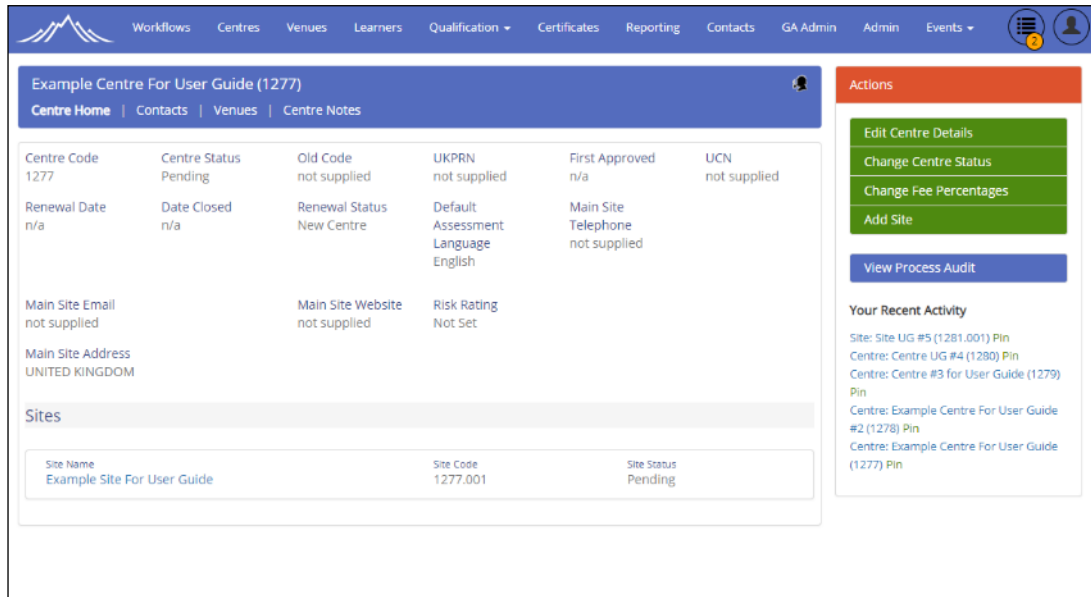 Workflows Centres Venues Learners Qualification Certificates Reporting Contacts GA Admin Admin Events
2
Example Centre For User Guide (1277)
Centre Home | Contacts | Venues | Centre Notes
Centre Code Centre Status Old Code UKPRN First Approved UCN
1277 Pending not supplied not supplied n/a not supplied
Renewal Date Date Closed Renewal Status Default Main Site
n/a n/a New Centre Assessment Telephone
Language not supplied
English
Main Site Email Main Site Website Risk Rating
not supplied not supplied Not Set
Main Site Address
UNITED KINGDOM
Sites
Site Name Site Code Site Status
Example Site For User Guide 1277.001 Pending
Actions
Edit Centre Details
Change Centre Status
Change Fee Percentages
Add Site
View Process Audit
Your Recent Activity
Site: Site UG #5 (1281.001) Pin
Centre: Centre UG #4 (1280) Pin
Centre: Centre #3 for User Guide (1279)
Pin
Centre: Example Centre For User Guide
#2 (1278) Pin
Centre: Example Centre For User Guide
(1277) Pin